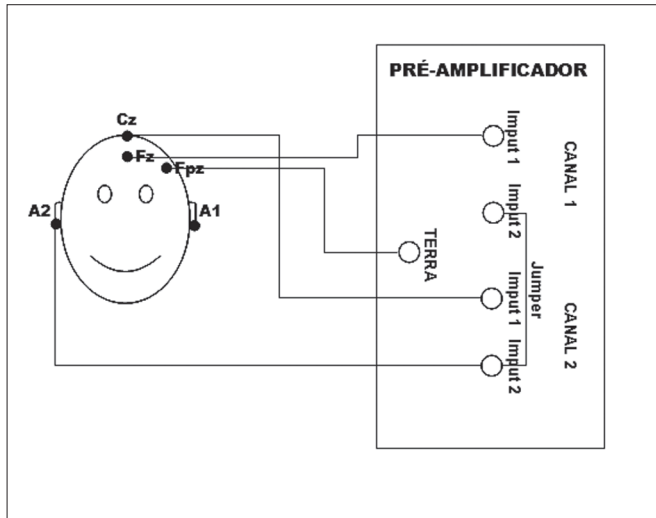 PRÉ-AMPLIFICADOR
Cz
Fz
Fpz
A2
A1
Imput 1
CANAL 1
Imput 2
TERRA
Jumper
Imput 1
CANAL 2
Imput 2